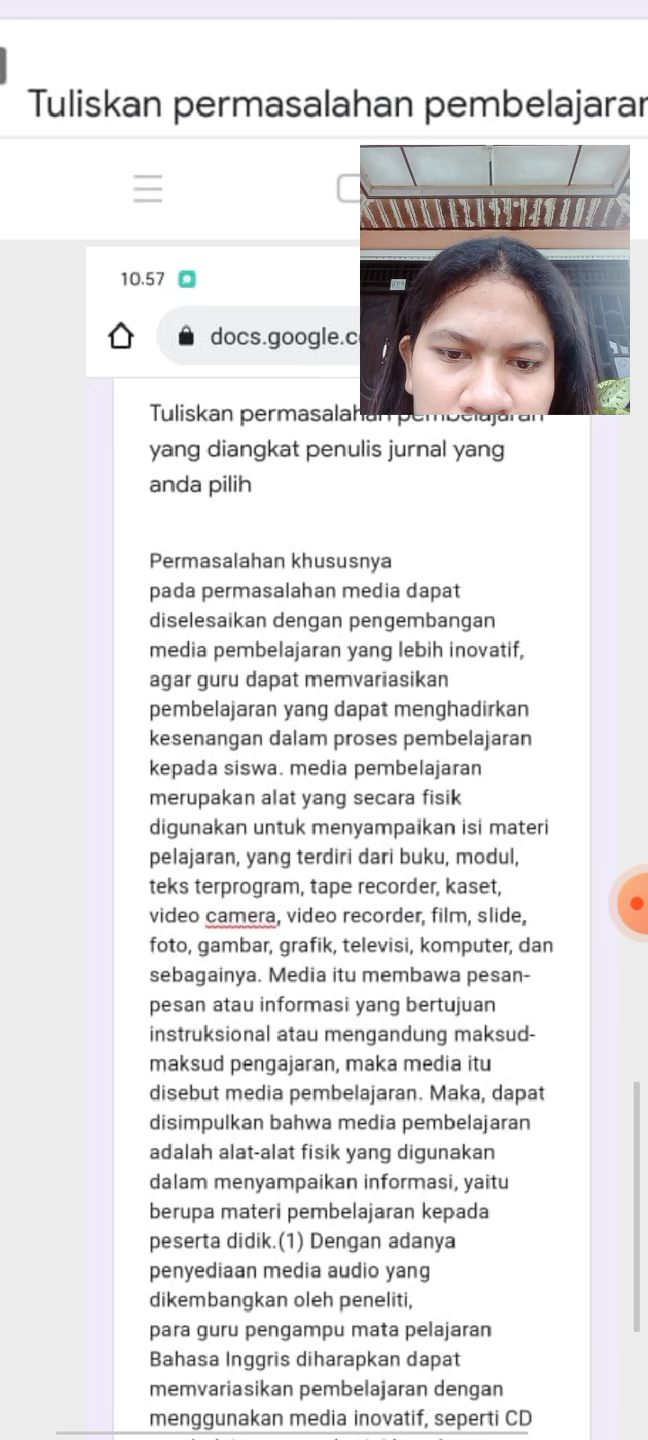 Tuliskan permasalahan pembelajaran
10.57
docs.google.c
Tuliskan permasalahan pembelajaran
yang diangkat penulis jurnal yang
anda pilih
Permasalahan khususnya
pada permasalahan media dapat
diselesaikan dengan pengembangan
media pembelajaran yang lebih inovatif,
agar guru dapat memvariasikan
pembelajaran yang dapat menghadirkan
kesenangan dalam proses pembelajaran
kepada siswa. media pembelajaran
merupakan alat yang secara fisik
digunakan untuk menyampaikan isi materi
pelajaran, yang terdiri dari buku, modul,
teks terprogram, tape recorder, kaset,
video camera, video recorder, film, slide,
foto, gambar, grafik, televisi, komputer, dan
sebagainya. Media itu membawa pesan-
pesan atau informasi yang bertujuan
instruksional atau mengandung maksud-
maksud pengajaran, maka media itu
disebut media pembelajaran. Maka, dapat
disimpulkan bahwa media pembelajaran
adalah alat-alat fisik yang digunakan
dalam menyampaikan informasi, yaitu
berupa materi pembelajaran kepada
peserta didik.(1) Dengan adanya
penyediaan media audio yang
dikembangkan oleh peneliti,
para guru pengampu mata pelajaran
Bahasa Inggris diharapkan dapat
memvariasikan pembelajaran dengan
menggunakan media inovatif, seperti CD